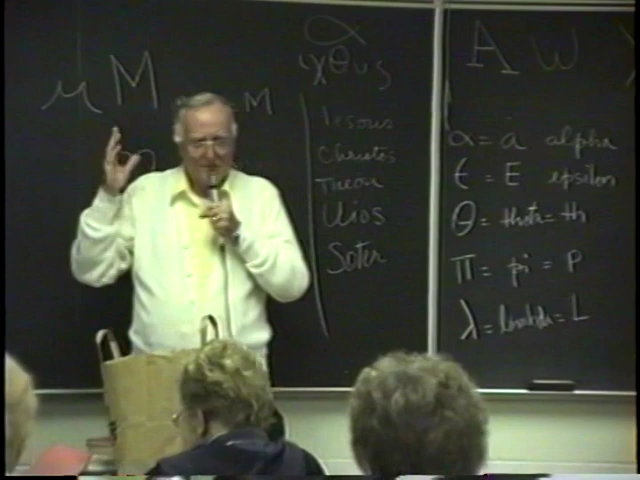 μ M
M
ιχθυς
Iesous
Christos
Theou
Uios
Soter
A W
α = a alpha
ϵ = E epsilon
θ = theta = th
π = pi = P
λ = lambda = L